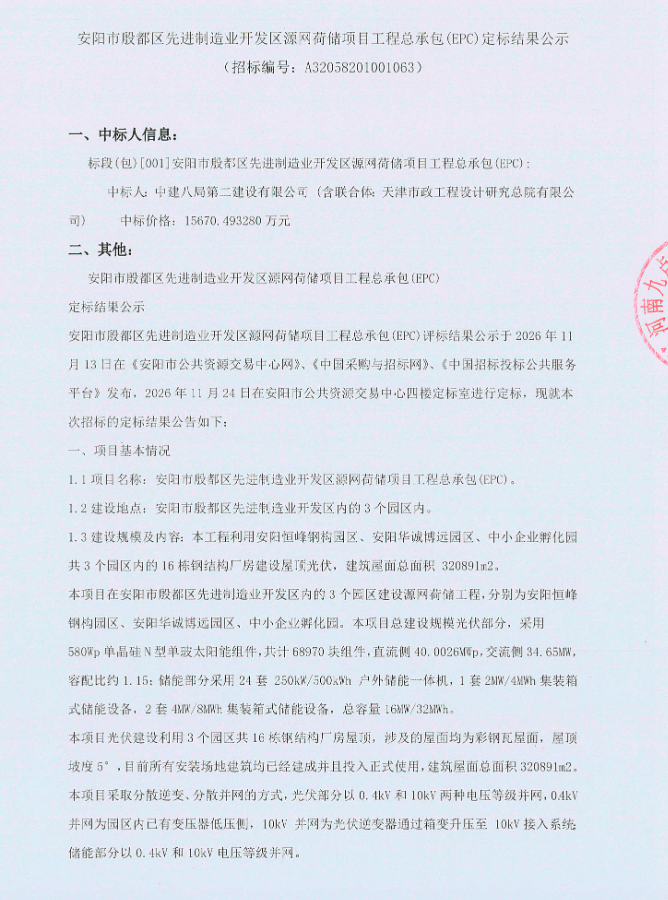 安阳市殷都区先进制造业开发区源网荷储项目工程总承包(EPC)定标结果公示
（招标编号：A32058201001063）
一、中标人信息：
标段(包)[001]安阳市殷都区先进制造业开发区源网荷储项目工程总承包(EPC)：
中标人：中建八局第二建设有限公司（含联合体：天津市政工程设计研究总院有限公
司） 中标价格：15670.493280 万元
二、其他：
安阳市殷都区先进制造业开发区源网荷储项目工程总承包(EPC)
定标结果公示
安阳市殷都区先进制造业开发区源网荷储项目工程总承包(EPC)评标结果公示于 2026 年 11
月 13 日在《安阳市公共资源交易中心网》、《中国采购与招标网》、《中国招标投标公共服务
平台》发布，2026 年 11 月 24 日在安阳市公共资源交易中心四楼定标室进行定标，现就本
次招标的定标结果公告如下：
一、项目基本情况
1.1 项目名称：安阳市殷都区先进制造业开发区源网荷储项目工程总承包(EPC)。
1.2 建设地点：安阳市殷都区先进制造业开发区内的 3 个园区内。
1.3 建设规模及内容：本工程利用安阳恒峰钢构园区、安阳华诚博远园区、中小企业孵化园
共 3 个园区内的 16 栋钢结构厂房建设屋顶光伏，建筑屋面总面积 320891m2。
本项目在安阳市殷都区先进制造业开发区内的 3 个园区建设源网荷储工程，分别为安阳恒峰
钢构园区、安阳华诚博远园区、中小企业孵化园。本项目总建设规模光伏部分，采用
580Wp 单晶硅 N 型单玻太阳能组件，共计 68970 块组件，直流侧 40.0026MWp，交流侧 34.65MW，
容配比约 1.15；储能部分采用 24 套 250kW/500kWh 户外储能一体机，1 套 2MW/4MWh 集装箱
式储能设备，2 套 4MW/8MWh 集装箱式储能设备，总容量 16MW/32MWh。
本项目光伏建设利用 3 个园区共 16 栋钢结构厂房屋顶，涉及的屋面均为彩钢瓦屋面，屋顶
坡度 5°，目前所有安装场地建筑均已经建成并且投入正式使用，建筑屋面总面积 320891m2。
本项目采取分散逆变、分散并网的方式，光伏部分以 0.4kV 和 10kV 两种电压等级并网，0.4kV
并网为园区内已有变压器低压侧，10kV 并网为光伏逆变器通过箱变升压至 10kV 接入系统；
储能部分以 0.4kV 和 10kV 电压等级并网。
河南九点